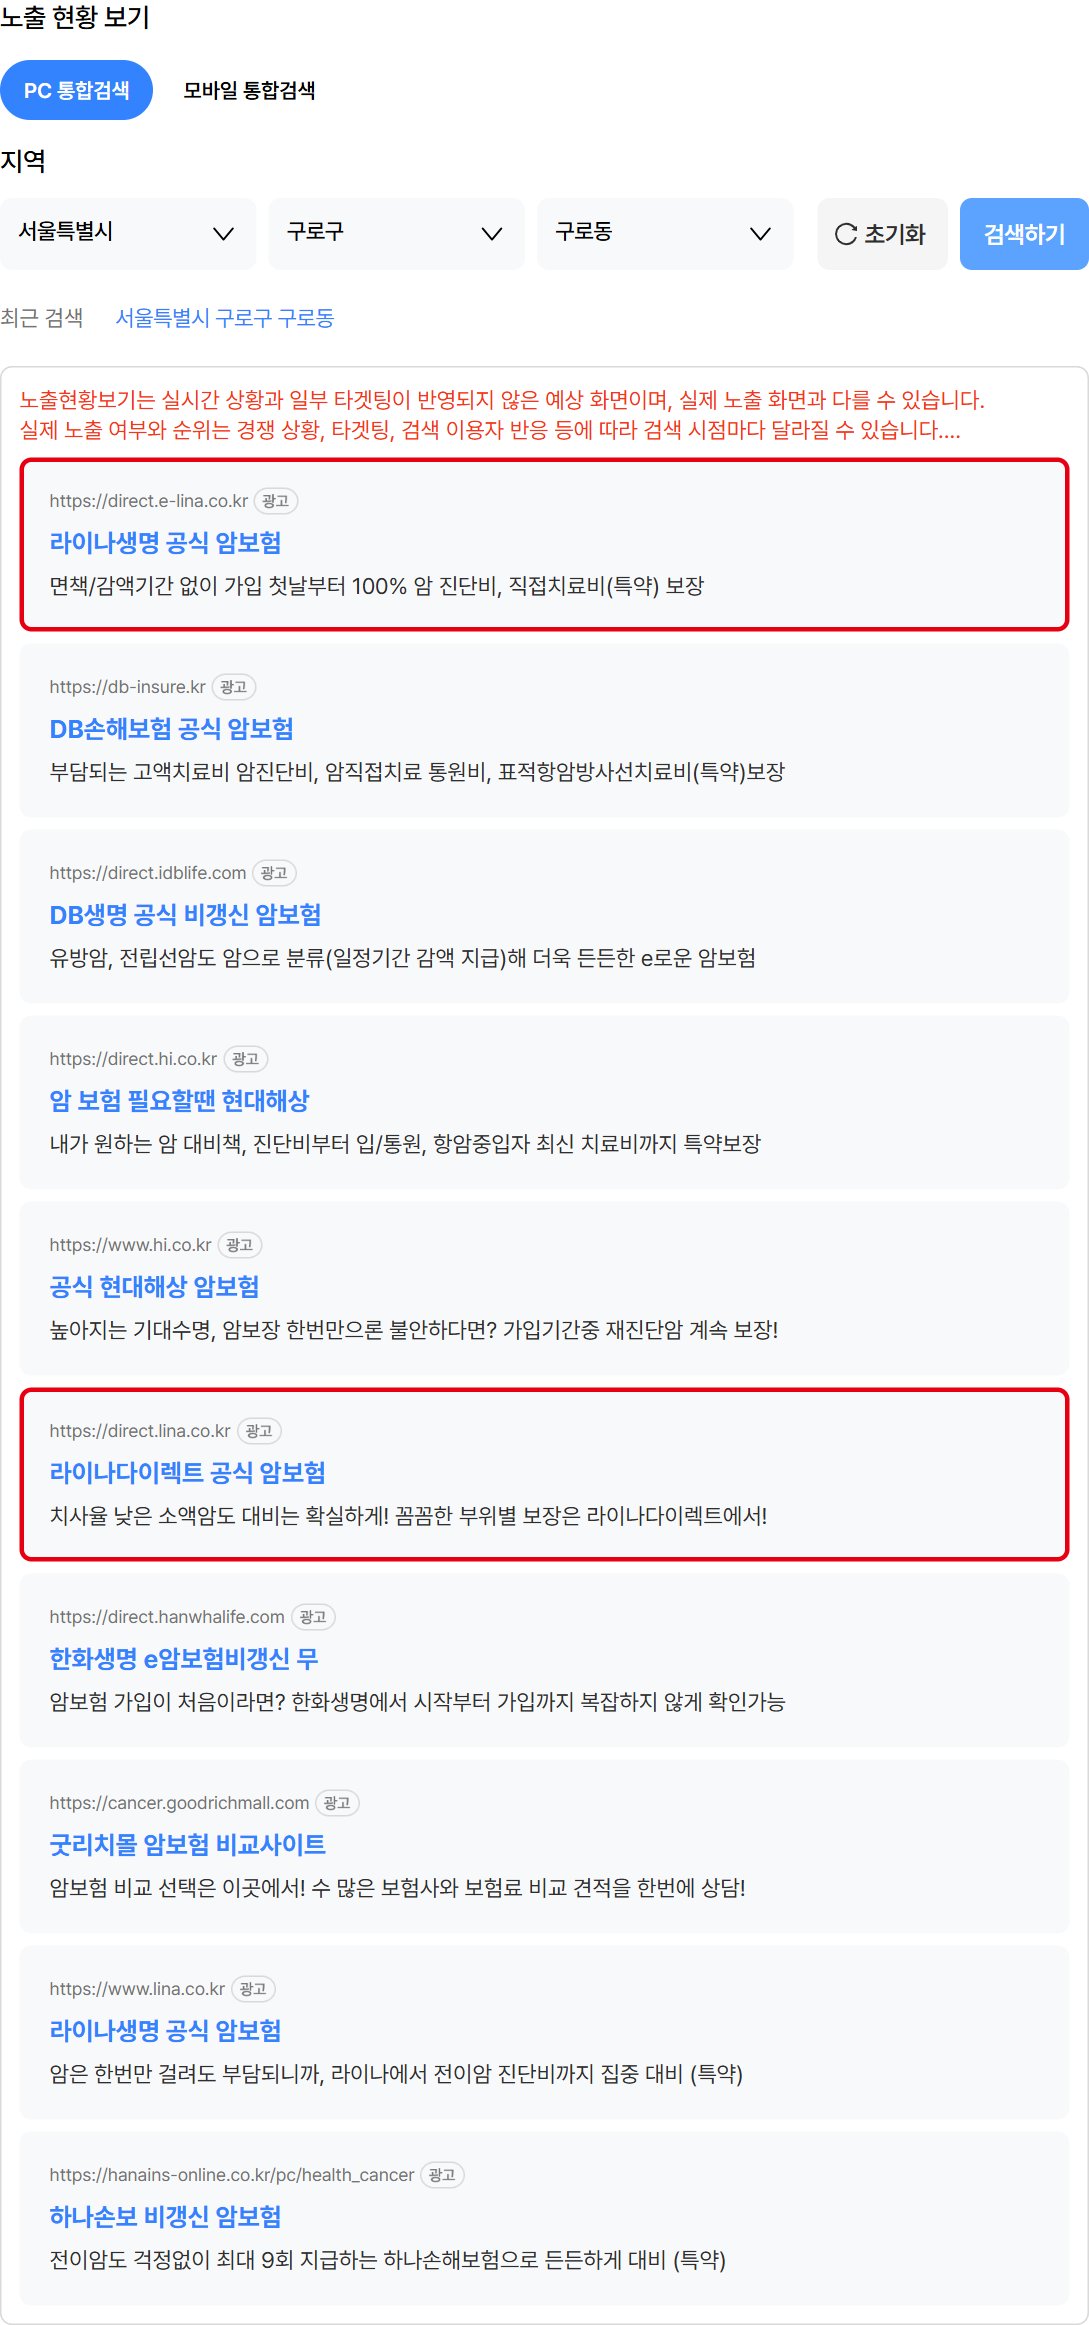 노출 현황 보기
PC 통합검색 모바일 통합검색
지역
서울특별시 구로구 구로동 초기화 검색하기
최근 검색 서울특별시 구로구 구로동
노출현황보기는 실시간 상황과 일부 타겟팅이 반영되지 않은 예상 화면이며, 실제 노출 화면과 다를 수 있습니다.
실제 노출 여부와 순위는 경쟁 상황, 타겟팅, 검색 이용자 반응 등에 따라 검색 시점마다 달라질 수 있습니다....
https://direct.e-lina.co.kr 광고
라이나생명 공식 암보험
면책/감액기간 없이 가입 첫날부터 100% 암 진단비, 직접치료비(특약) 보장
https://db-insure.kr 광고
DB손해보험 공식 암보험
부담되는 고액치료비 암진단비, 암직접치료 통원비, 표적항암방사선치료비(특약)보장
https://direct.idblife.com 광고
DB생명 공식 비갱신 암보험
유방암, 전립선암도 암으로 분류(일정기간 감액 지급)해 더욱 든든한 e로운 암보험
https://direct.hi.co.kr 광고
암 보험 필요할땐 현대해상
내가 원하는 암 대비책, 진단비부터 입/통원, 항암중입자 최신 치료비까지 특약보장
https://www.hi.co.kr 광고
공식 현대해상 암보험
높아지는 기대수명, 암보장 한번만으론 불안하다면? 가입기간중 재진단암 계속 보장!
https://direct.lina.co.kr 광고
라이나다이렉트 공식 암보험
치사율 낮은 소액암도 대비는 확실하게! 꼼꼼한 부위별 보장은 라이나다이렉트에서!
https://direct.hanwhalife.com 광고
한화생명 e암보험비갱신 무
암보험 가입이 처음이라면? 한화생명에서 시작부터 가입까지 복잡하지 않게 확인가능
https://cancer.goodrichmall.com 광고
굿리치몰 암보험 비교사이트
암보험 비교 선택은 이곳에서! 수 많은 보험사와 보험료 비교 견적을 한번에 상담!
https://www.lina.co.kr 광고
라이나생명 공식 암보험
암은 한번만 걸려도 부담되니까, 라이나에서 전이암 진단비까지 집중 대비 (특약)
https://hanains-online.co.kr/pc/health_cancer 광고
하나손보 비갱신 암보험
전이암도 걱정없이 최대 9회 지급하는 하나손해보험으로 든든하게 대비 (특약)